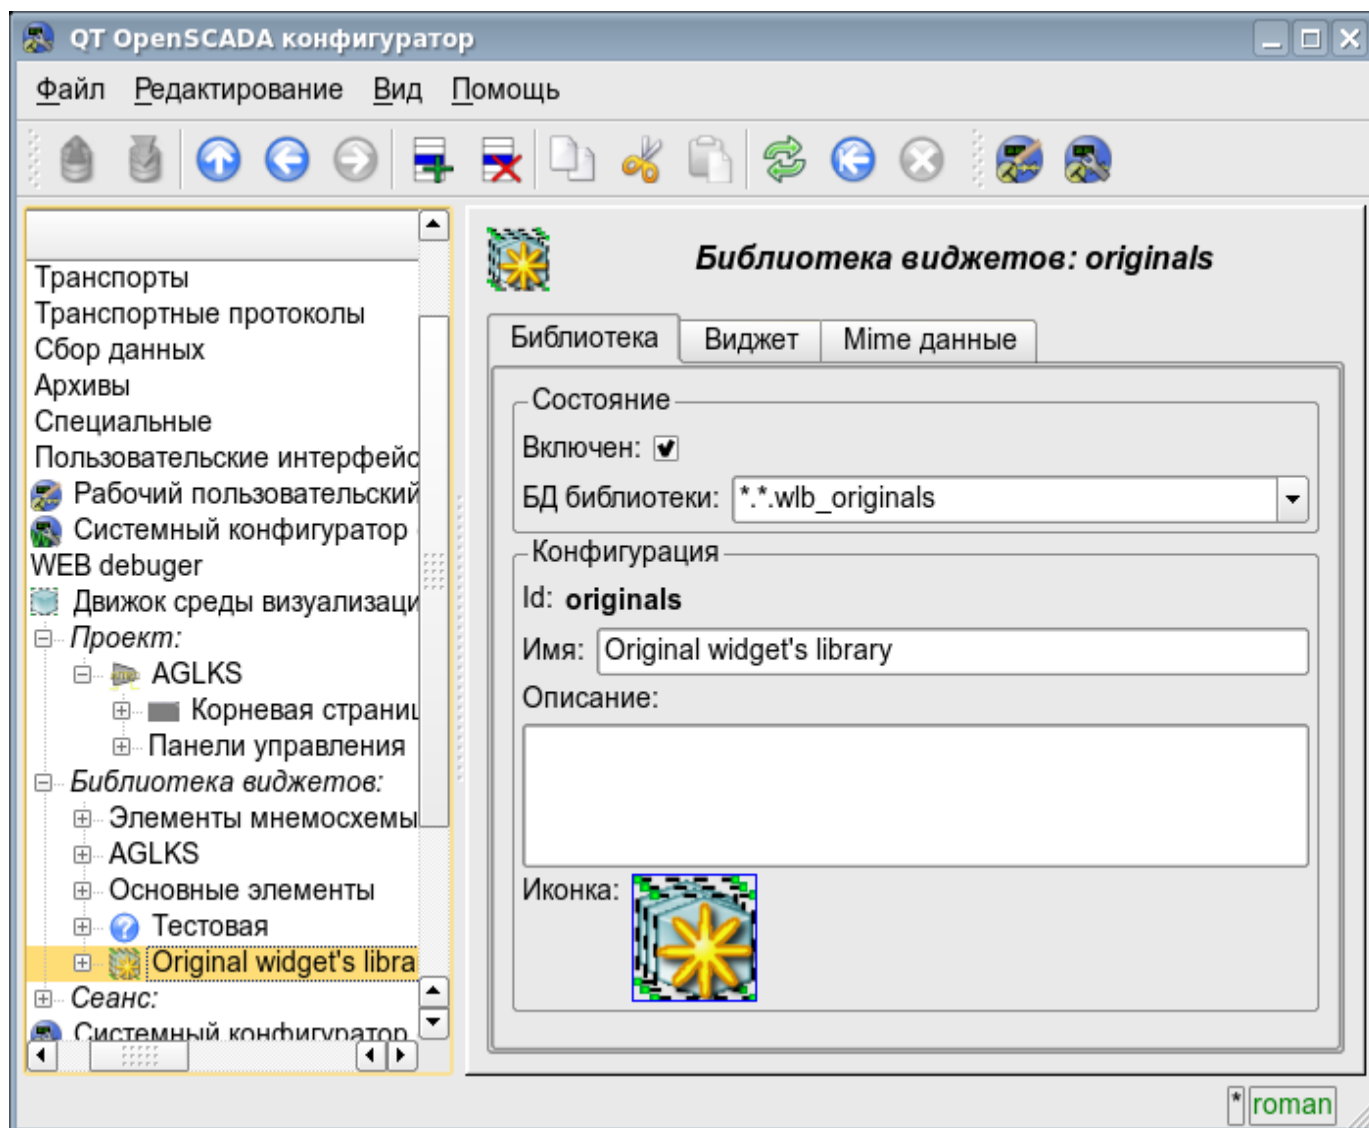 QT OpenSCADA конфигуратор
Файл Редактирование Вид Помощь
Транспорты
Транспортные протоколы
Сбор данных
Архивы
Специальные
Пользовательские интерфейс
Рабочий пользовательский
Системный конфигуратор
WEB debuger
Движок среды визуализаци
Проект:
AGLKS
Корневая страниц
Панели управления
Библиотека виджетов:
Элементы мнемосхемы
AGLKS
Основные элементы
Тестовая
Original widget's libra
Сеанс:
Системный конфигуратор
Библиотека виджетов: originals
Библиотека Виджет Mime данные
Состояние
Включен:
БД библиотеки: *.*.wlb_originals
Конфигурация
Id: originals
Имя: Original widget's library
Описание:
Иконка:
* roman